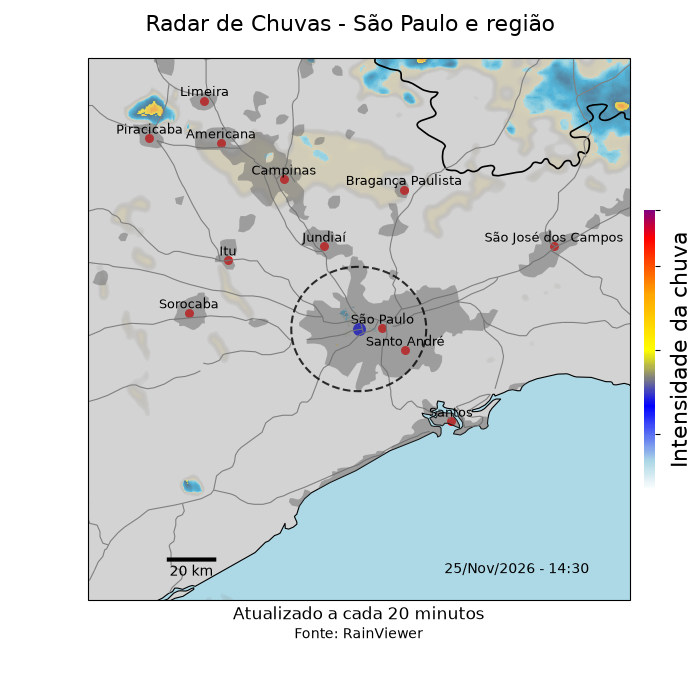 Radar de Chuvas - São Paulo e região
Limeira
Piracicaba
Americana
Campinas
Bragança Paulista
Jundiaí
São José dos Campos
Itu
Sorocaba
São Paulo
Santo André
Santos
Intensidade da chuva
20 km
25/Nov/2026 - 14:30
Atualizado a cada 20 minutos
Fonte: RainViewer